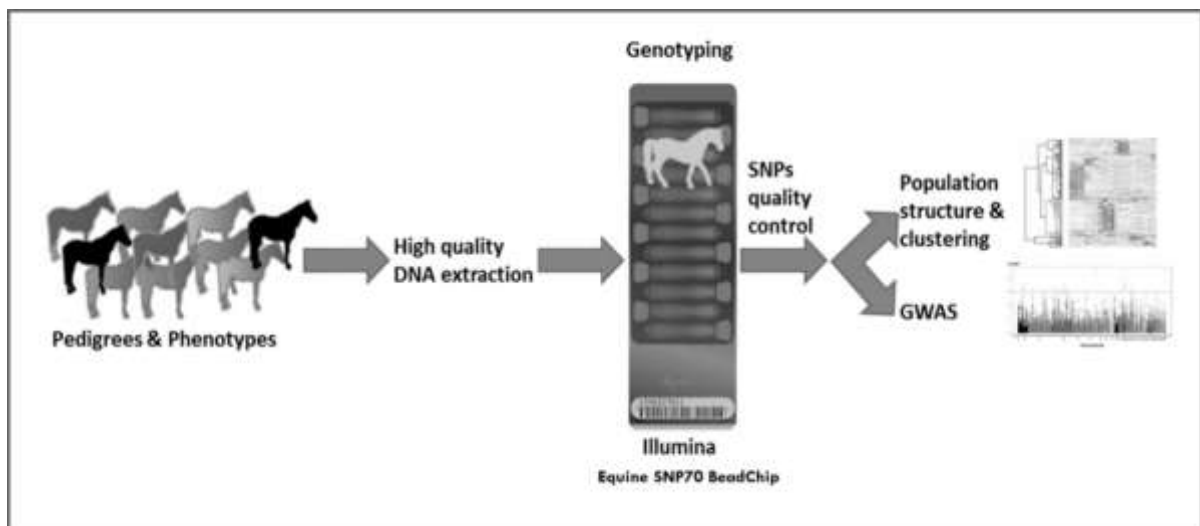 Genotyping
SNPs
quality
control
Population
structure &
clustering
High quality
DNA extraction
GWAS
Pedigrees & Phenotypes
Illumina
Equine SNP70 BeadChip